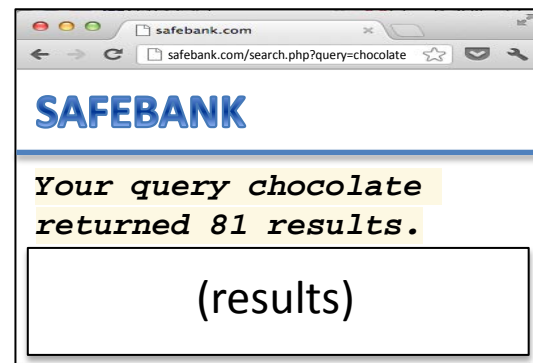 safebank.com
safebank.com/search.php?query=chocolate
SAFEBANK
Your query chocolate
returned 81 results.
(results)